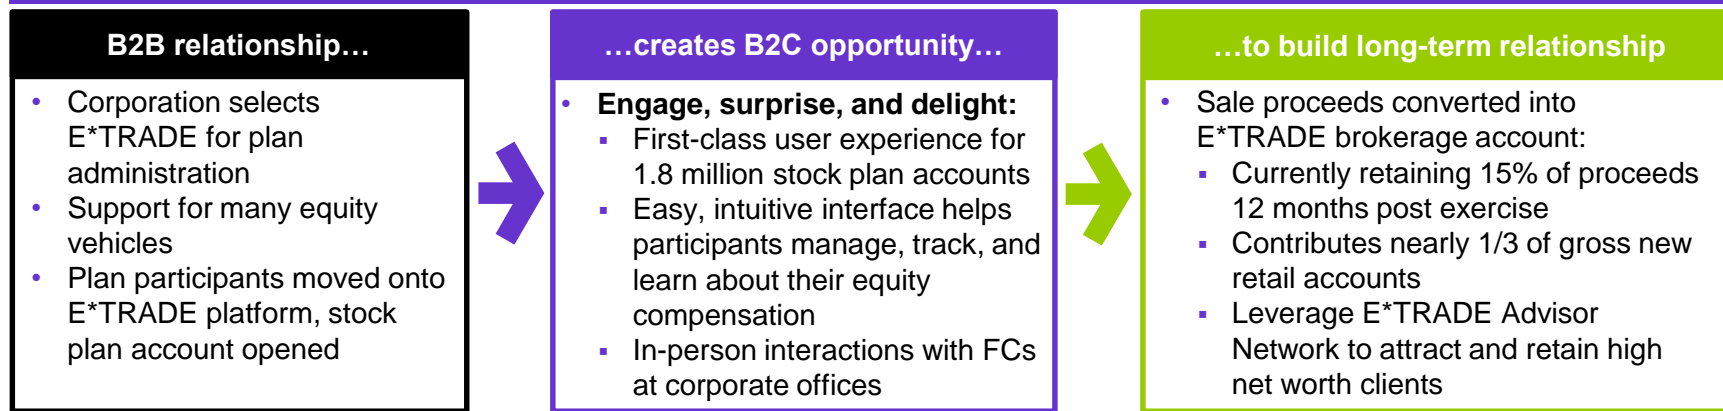 B2B relationship…
• Corporation selects
E*TRADE for plan
administration
• Support for many equity
vehicles
• Plan participants moved onto
E*TRADE platform, stock
plan account opened
…creates B2C opportunity…
• Engage, surprise, and delight:
▪ First-class user experience for
1.8 million stock plan accounts
▪ Easy, intuitive interface helps
participants manage, track, and
learn about their equity
compensation
▪ In-person interactions with FCs
at corporate offices
…to build long-term relationship
• Sale proceeds converted into
E*TRADE brokerage account:
▪ Currently retaining 15% of proceeds
12 months post exercise
▪ Contributes nearly 1/3 of gross new
retail accounts
▪ Leverage E*TRADE Advisor
Network to attract and retain high
net worth clients